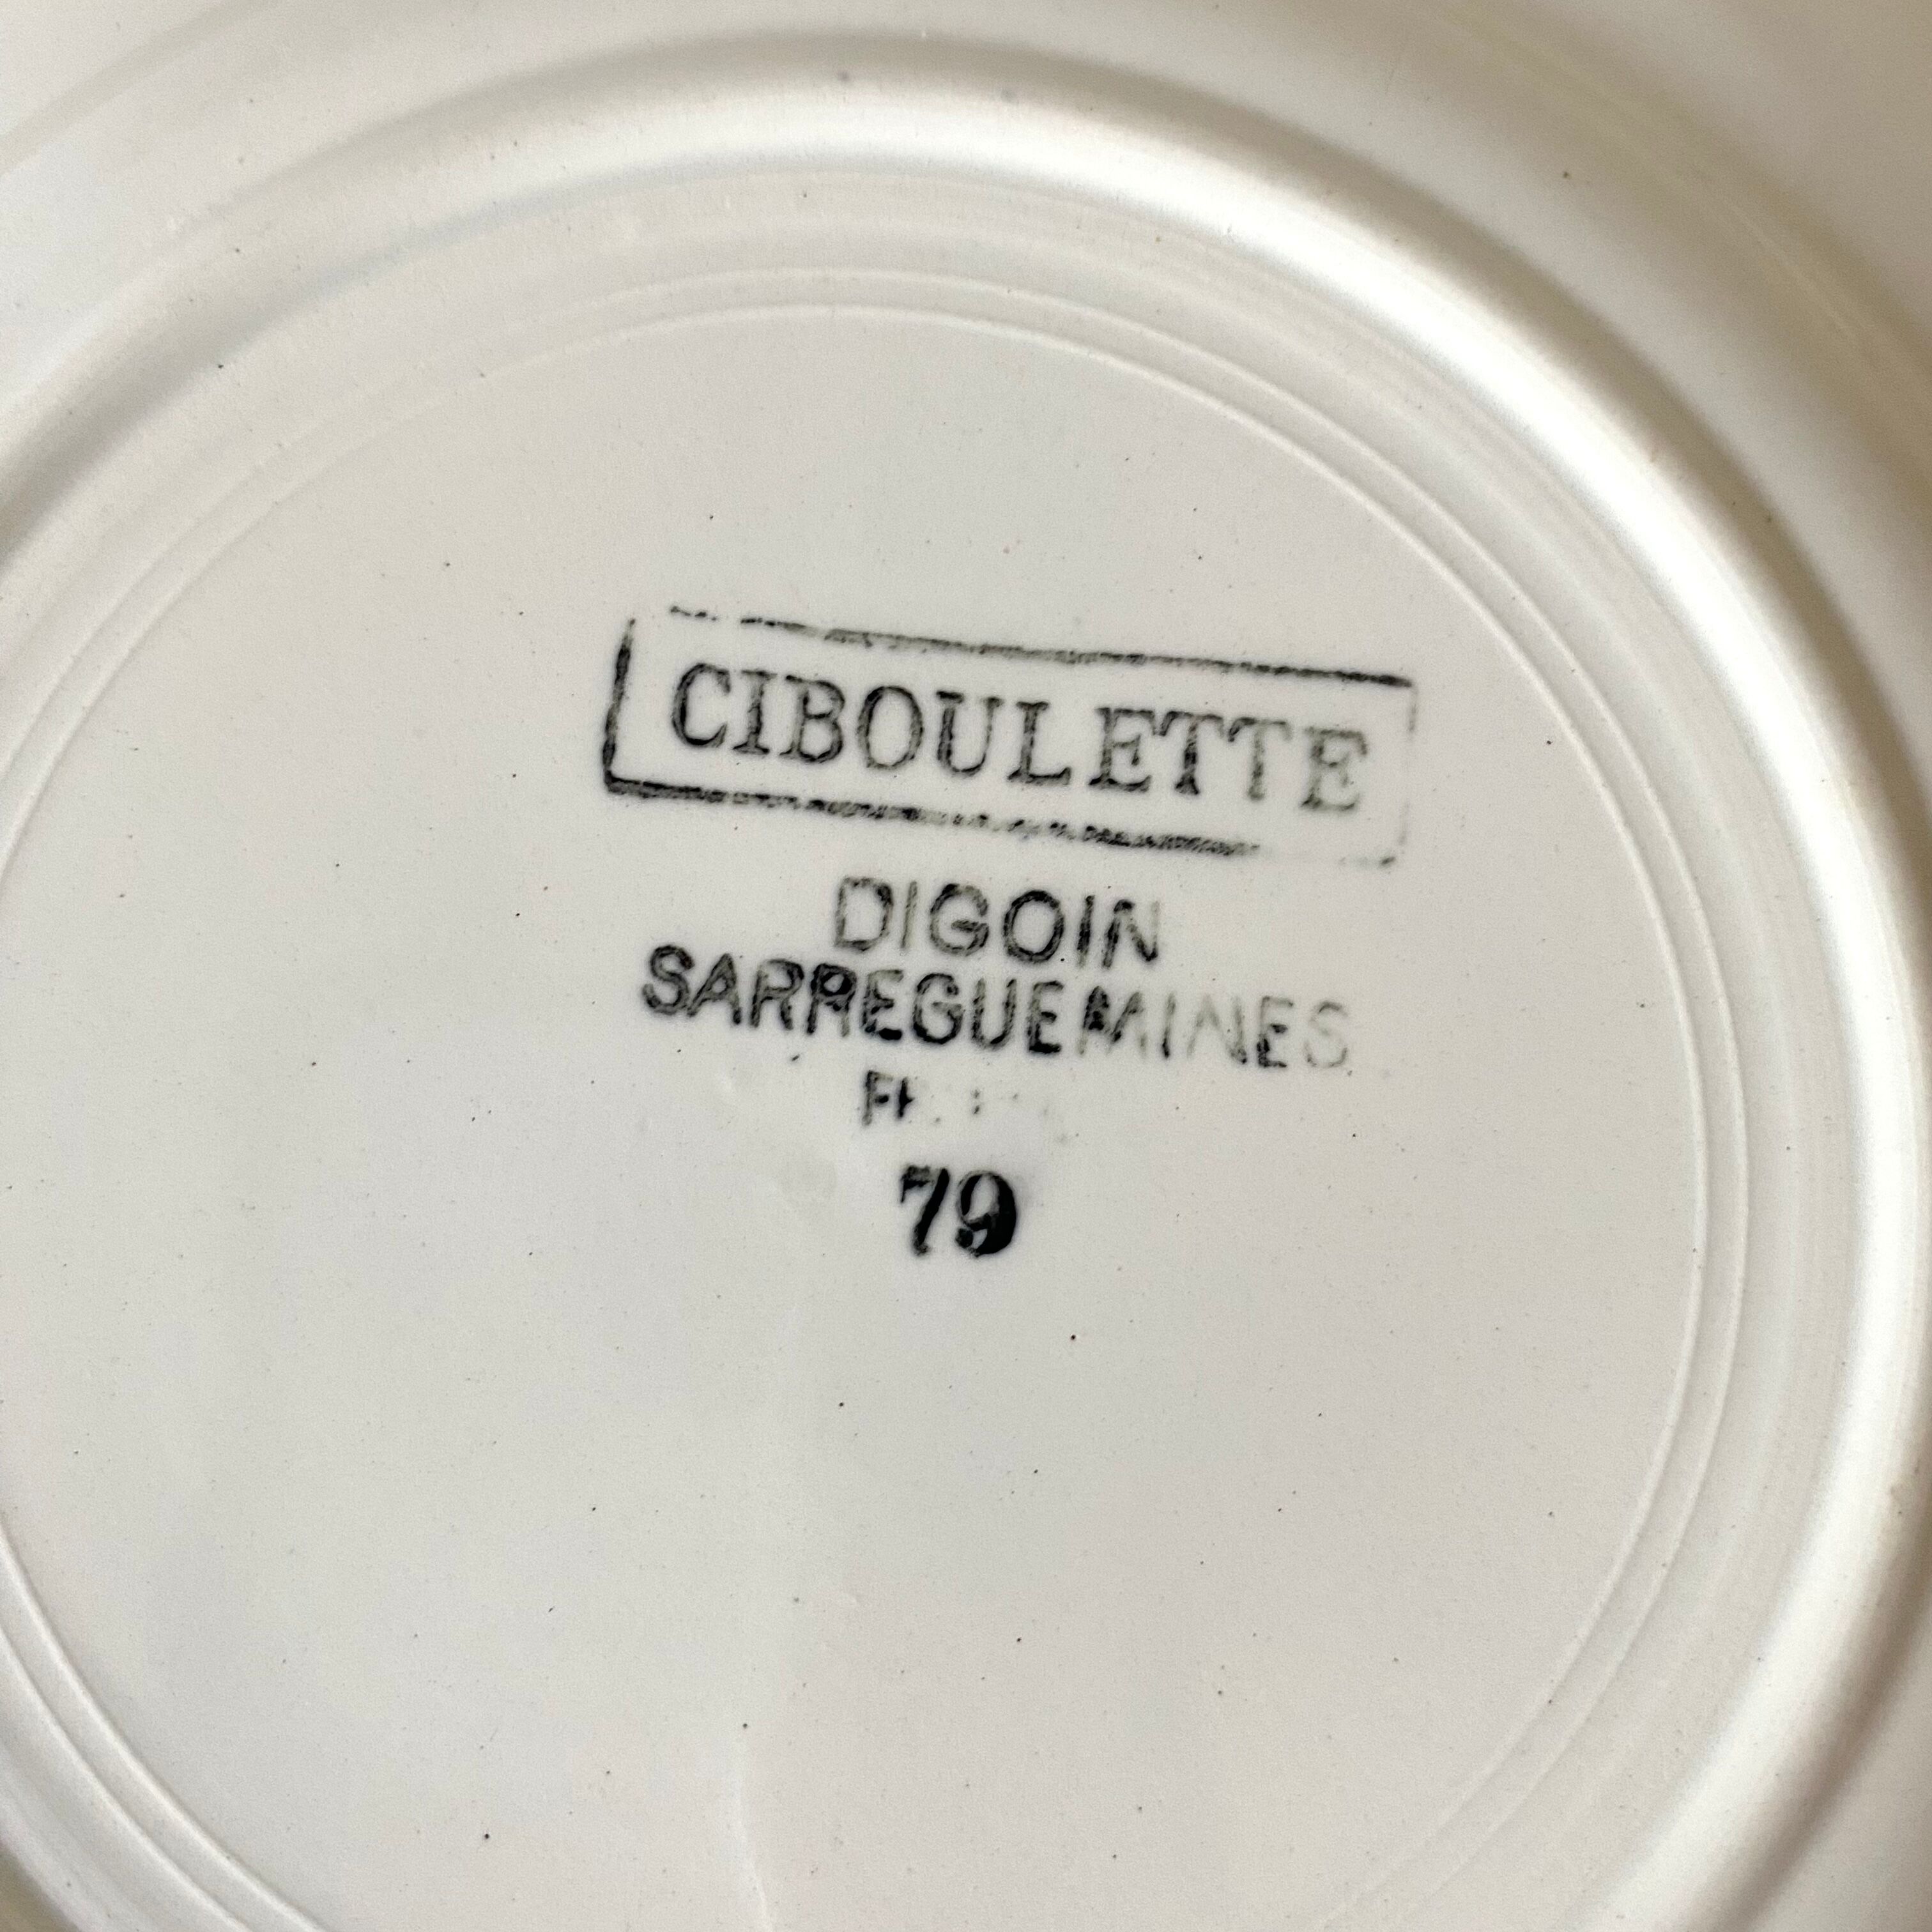 CIBOULETTE
DIGOIN
SARREGUEMINES
79